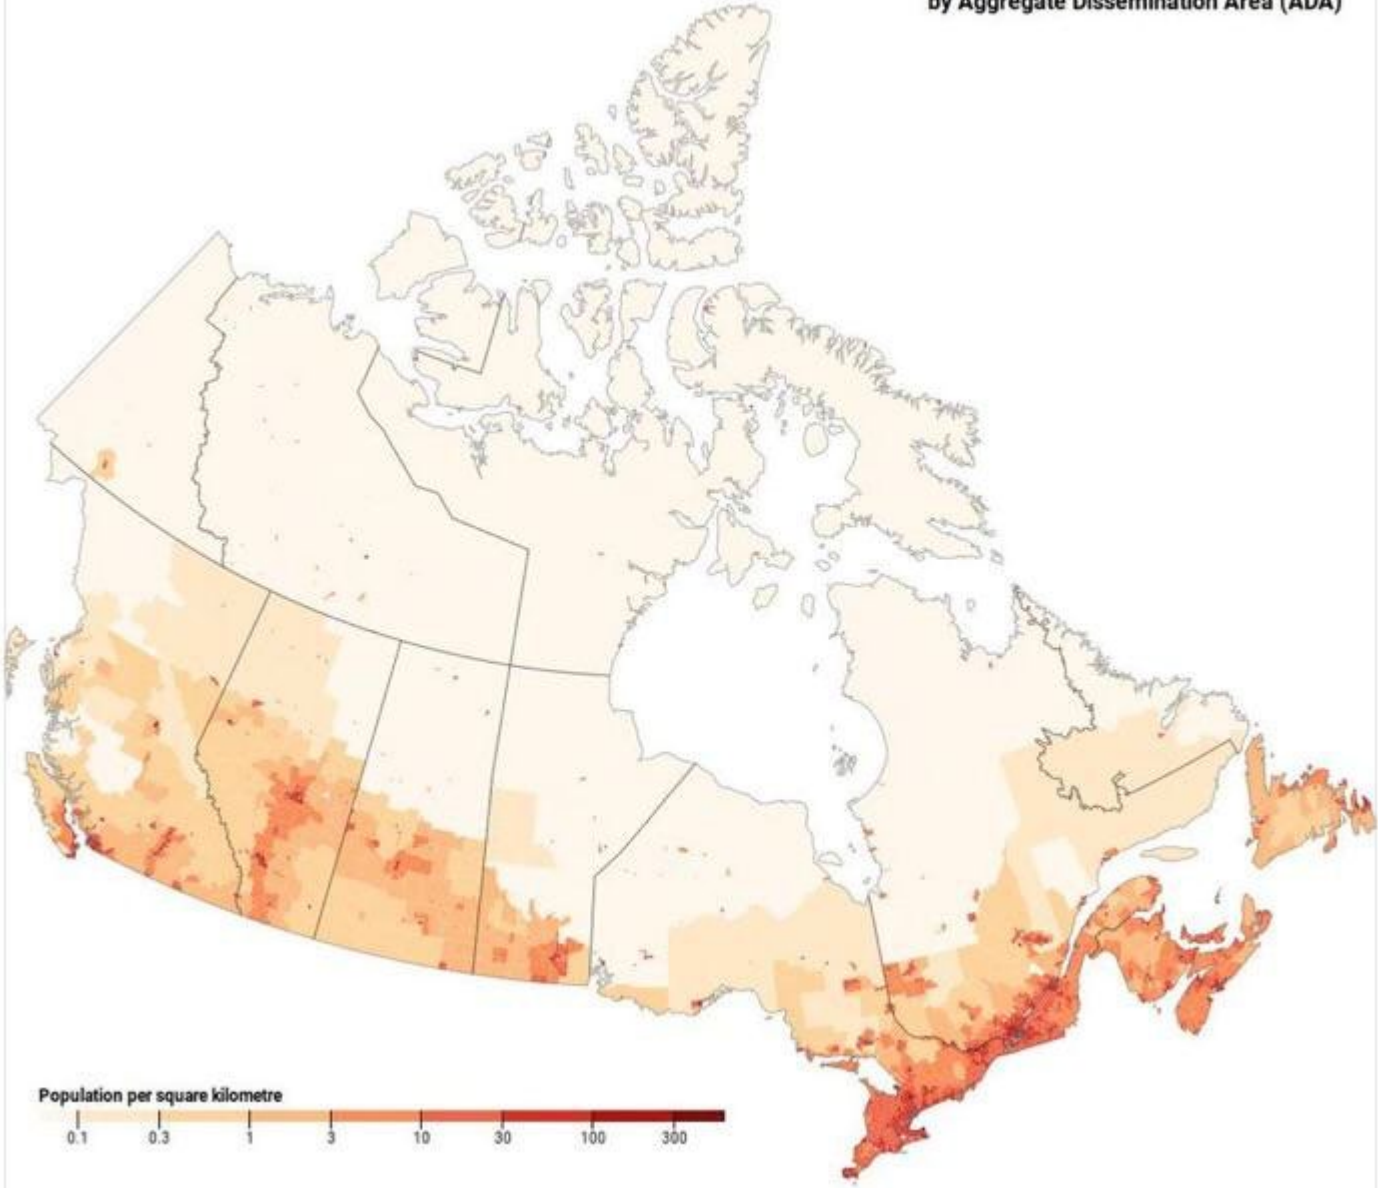 by Aggregate Dissemination Area (ADA)
Population per square kilometre
0.1 0.3 1 3 10 30 100 300